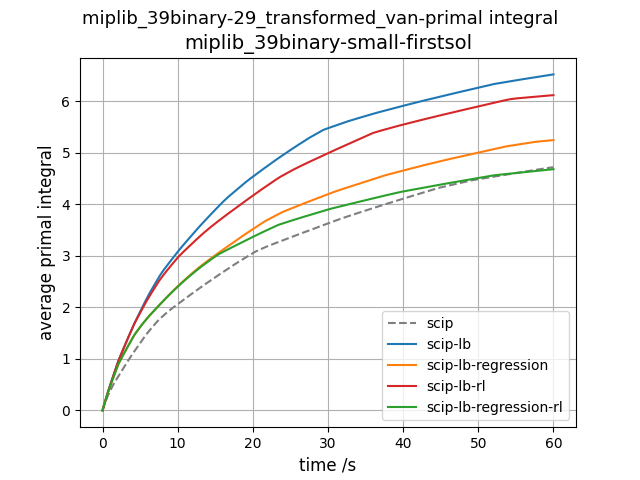 miplib_39binary-29_transformed_van-primal integral
miplib_39binary-small-firstsol
average primal integral
6
5
4
3
2
1
0
scip
scip-lb
scip-lb-regression
scip-lb-rl
scip-lb-regression-rl
0 10 20 30 40 50 60
time /s